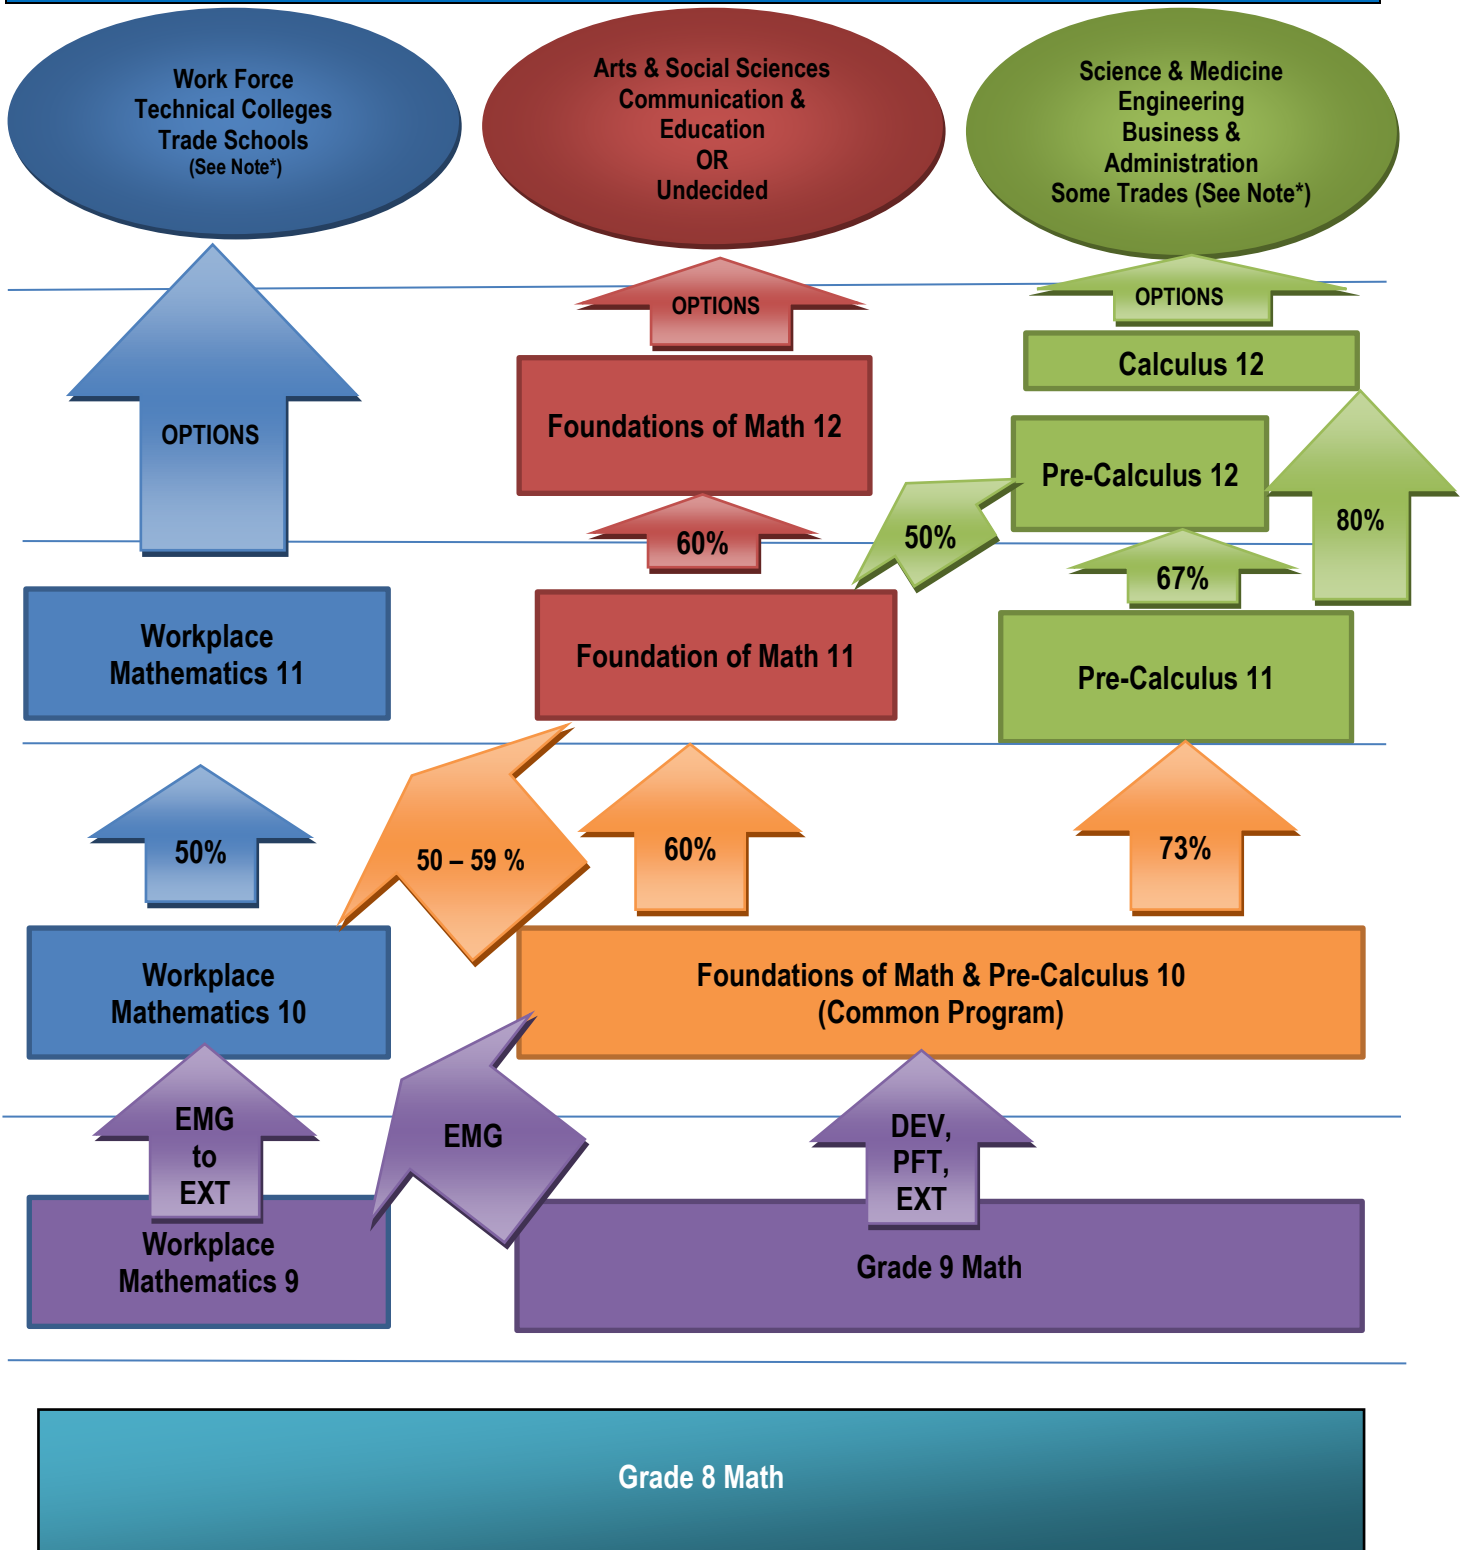 Work Force
Technical Colleges
Trade Schools
(See Note*)
Arts & Social Sciences
Communication &
Education
OR
Undecided
Science & Medicine
Engineering
Business &
Administration
Some Trades (See Note*)
OPTIONS
OPTIONS
OPTIONS
Calculus 12
Foundations of Math 12
Pre-Calculus 12
80%
50%
60%
67%
Workplace
Mathematics 11
Foundation of Math 11
Pre-Calculus 11
50%
50 – 59 %
60%
73%
Workplace
Mathematics 10
Foundations of Math & Pre-Calculus 10
(Common Program)
EMG
to
EXT
EMG
DEV,
PFT,
EXT
Workplace
Mathematics 9
Grade 9 Math
Grade 8 Math